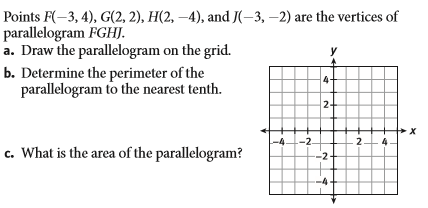 Points F(−3, 4), G(2, 2), H(2, −4), and J(−3, −2) are the vertices of
parallelogram FGHJ.
a. Draw the parallelogram on the grid.
b. Determine the perimeter of the
parallelogram to the nearest tenth.
c. What is the area of the parallelogram?
y
4
2
−4 −2 2 4 x
−2
−4